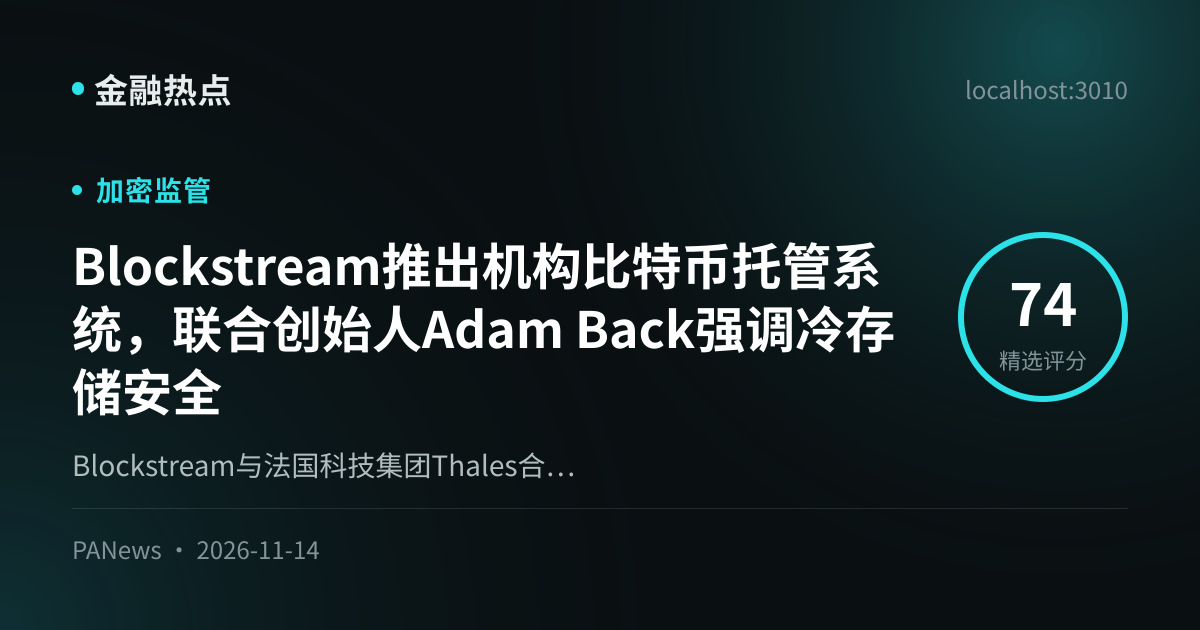 金融热点
localhost:3010
加密监管
Blockstream推出机构比特币托管系
统，联合创始人Adam Back强调冷存
储安全
74
精选评分
Blockstream与法国科技集团Thales合…
PANews • 2026-11-14